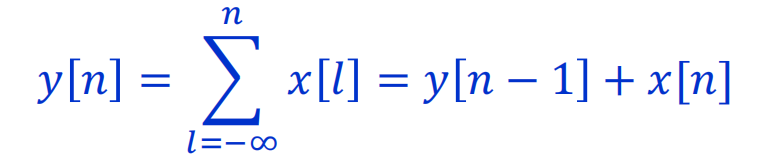 y[n] = ∑_{l=−∞}^{n} x[l] = y[n − 1] + x[n]